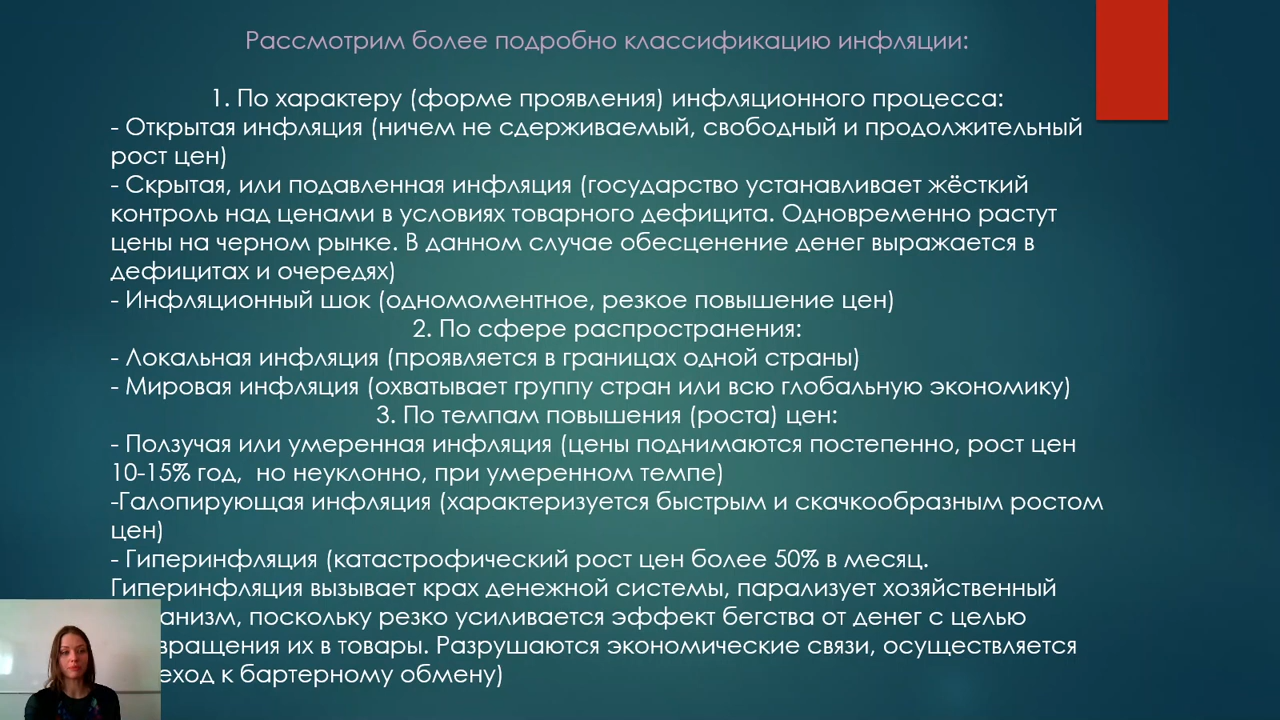 Рассмотрим более подробно классификацию инфляции:
1. По характеру (форме проявления) инфляционного процесса:
- Открытая инфляция (ничем не сдерживаемый, свободный и продолжительный
рост цен)
- Скрытая, или подавленная инфляция (государство устанавливает жёсткий
контроль над ценами в условиях товарного дефицита. Одновременно растут
цены на черном рынке. В данном случае обесценение денег выражается в
дефицитах и очередях)
- Инфляционный шок (одномоментное, резкое повышение цен)
2. По сфере распространения:
- Локальная инфляция (проявляется в границах одной страны)
- Мировая инфляция (охватывает группу стран или всю глобальную экономику)
3. По темпам повышения (роста) цен:
- Ползучая или умеренная инфляция (цены поднимаются постепенно, рост цен
10-15% год,  но неуклонно, при умеренном темпе)
-Галопирующая инфляция (характеризуется быстрым и скачкообразным ростом
цен)
- Гиперинфляция (катастрофический рост цен более 50% в месяц.
Гиперинфляция вызывает крах денежной системы, парализует хозяйственный
поскольку резко усиливается эффект бегства от денег с целью
их в товары. Разрушаются экономические связи, осуществляется
к бартерному обмену)